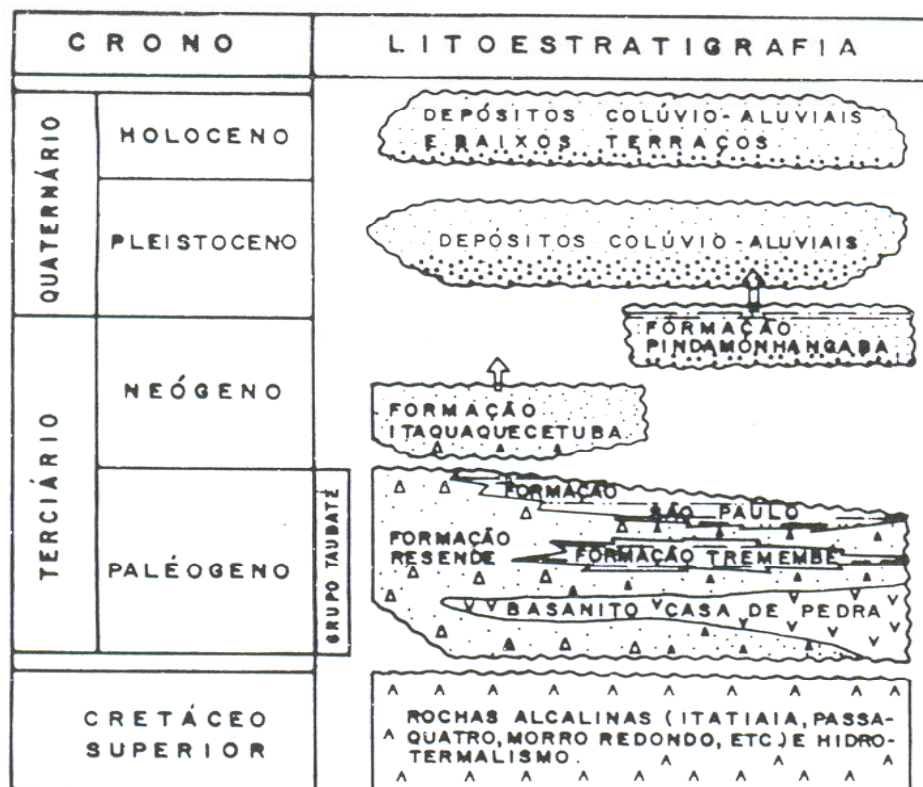 CRONO
LITOESTRATIGRAFIA
QUATERNÁRIO
HOLOCENO
DEPÓSITOS COLÚVIO-ALUVIAIS
E BAIXOS TERRAÇOS
PLEISTOCENO
DEPÓSITOS COLÚVIO-ALUVIAIS
TERCIÁRIO
NEÓGENO
FORMAÇÃO
PINDAMONHANGABA
FORMAÇÃO
ITAQUAQUECETUBA
PALÉOGENO
GRUPO TAUBATÉ
FORMAÇÃO
SÃO PAULO
FORMAÇÃO
RESENDE
FORMAÇÃO TREMEMBÉ
BASANITO CASA DE PEDRA
CRETÁCEO
SUPERIOR
ROCHAS ALCALINAS (ITATIAIA, PASSA-
QUATRO, MORRO REDONDO, ETC.) E HIDRO-
TERMALISMO.